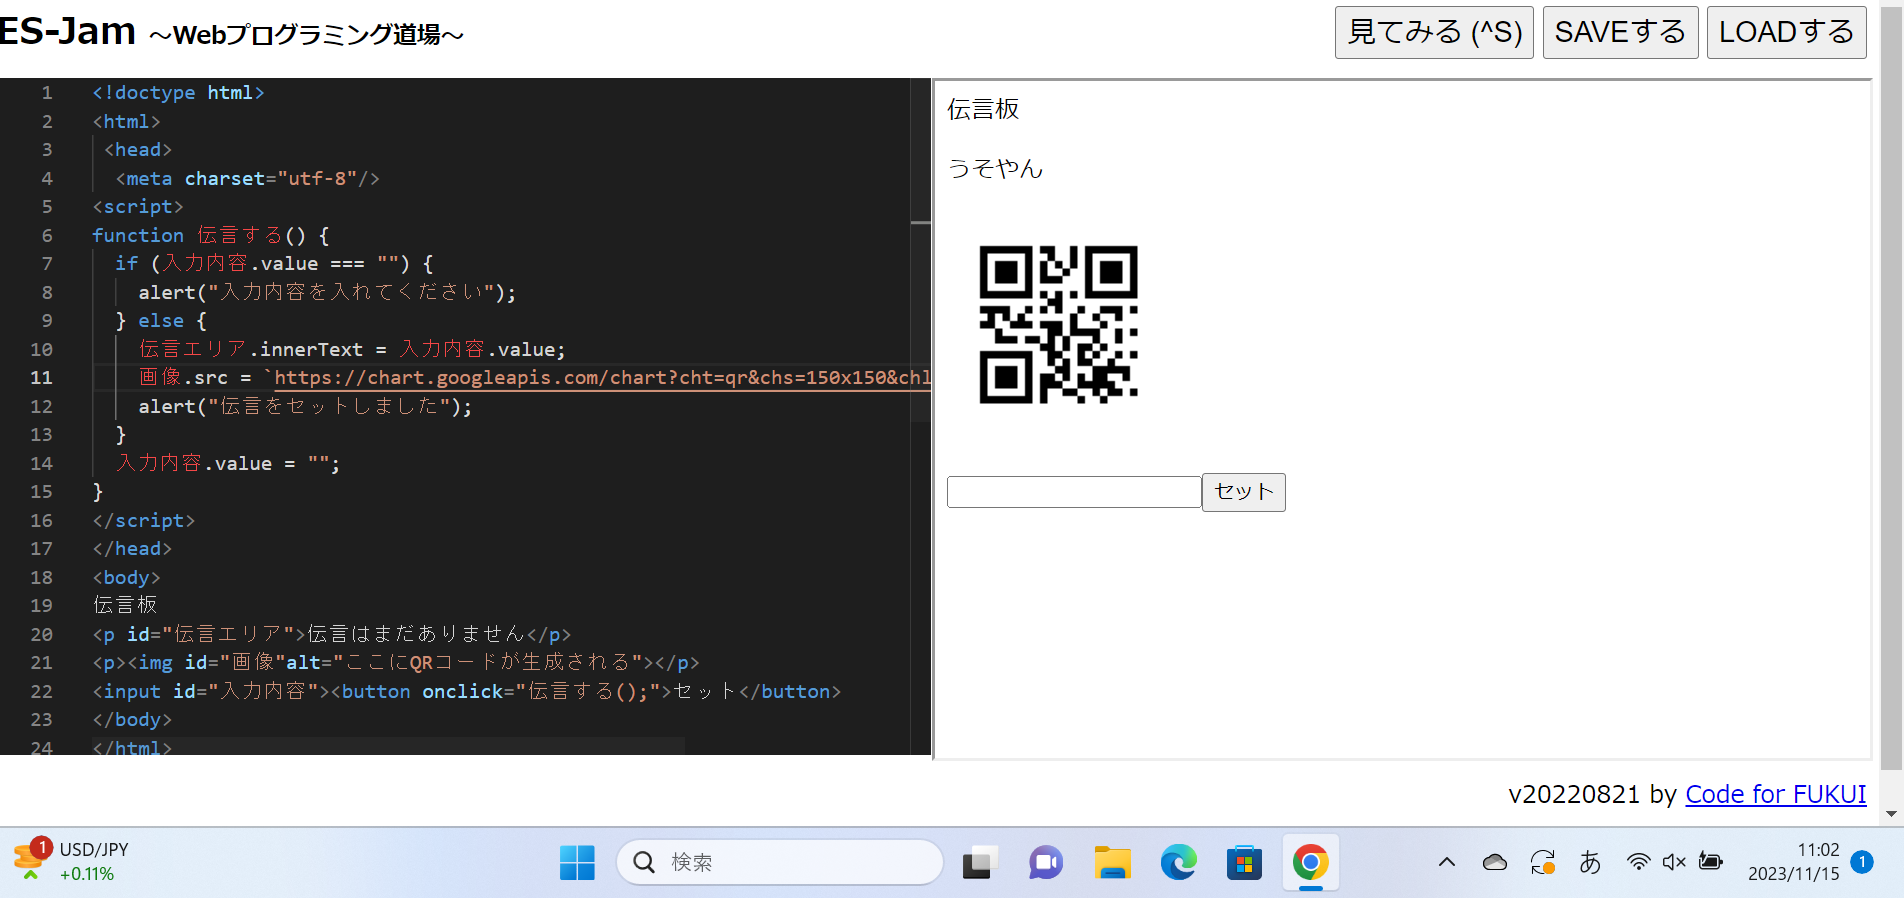 ES-Jam ～Webプログラミング道場～
見てみる (^S) SAVEする LOADする
1 <!doctype html>
2 <html>
3 <head>
4 <meta charset="utf-8"/>
5 <script>
6 function 伝言する() {
7 if (入力内容.value === "") {
8 alert("入力内容を入れてください");
9 } else {
10 伝言エリア.innerText = 入力内容.value;
11 画像.src = `https://chart.googleapis.com/chart?cht=qr&chs=150x150&chl
12 alert("伝言をセットしました");
13 }
14 入力内容.value = "";
15 }
16 </script>
17 </head>
18 <body>
19 伝言板
20 <p id="伝言エリア">伝言はまだありません</p>
21 <p><img id="画像"alt="ここにQRコードが生成される"></p>
22 <input id="入力内容"><button onclick="伝言する();">セット</button>
23 </body>
24 </html>
伝言板
うそやん
セット
v20220821 by Code for FUKUI
1
USD/JPY
+0.11%
検索
あ
11:02
2023/11/15
1